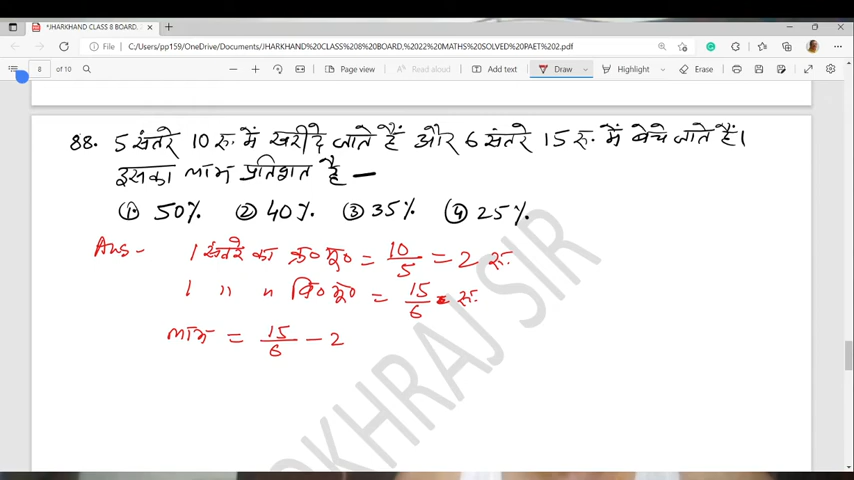 *JHARKHAND CLASS 8 BOARD,
File
C:/Users/pp159/OneDrive/Documents/JHARKHAND%20CLASS%208%20BOARD,%2022%20MATHS%20SOLVED%20PAET%202.pdf
8 of 10
Page view
Read aloud
Add text
Draw
Highlight
Erase
88. 5 संतरे 10 रु. में खरीदे जाते हैं और 6 संतरे 15 रु. में बेचे जाते हैं।
इसका लाभ प्रतिशत है –
① 50% ② 40% ③ 35% ④ 25%
Ans - 1 संतरे का क्र० मू० = 10/5 = 2 रु.
1 " " वि० मू० = 15/6 रु.
लाभ = 15/6 - 2
KHRAJ SIR